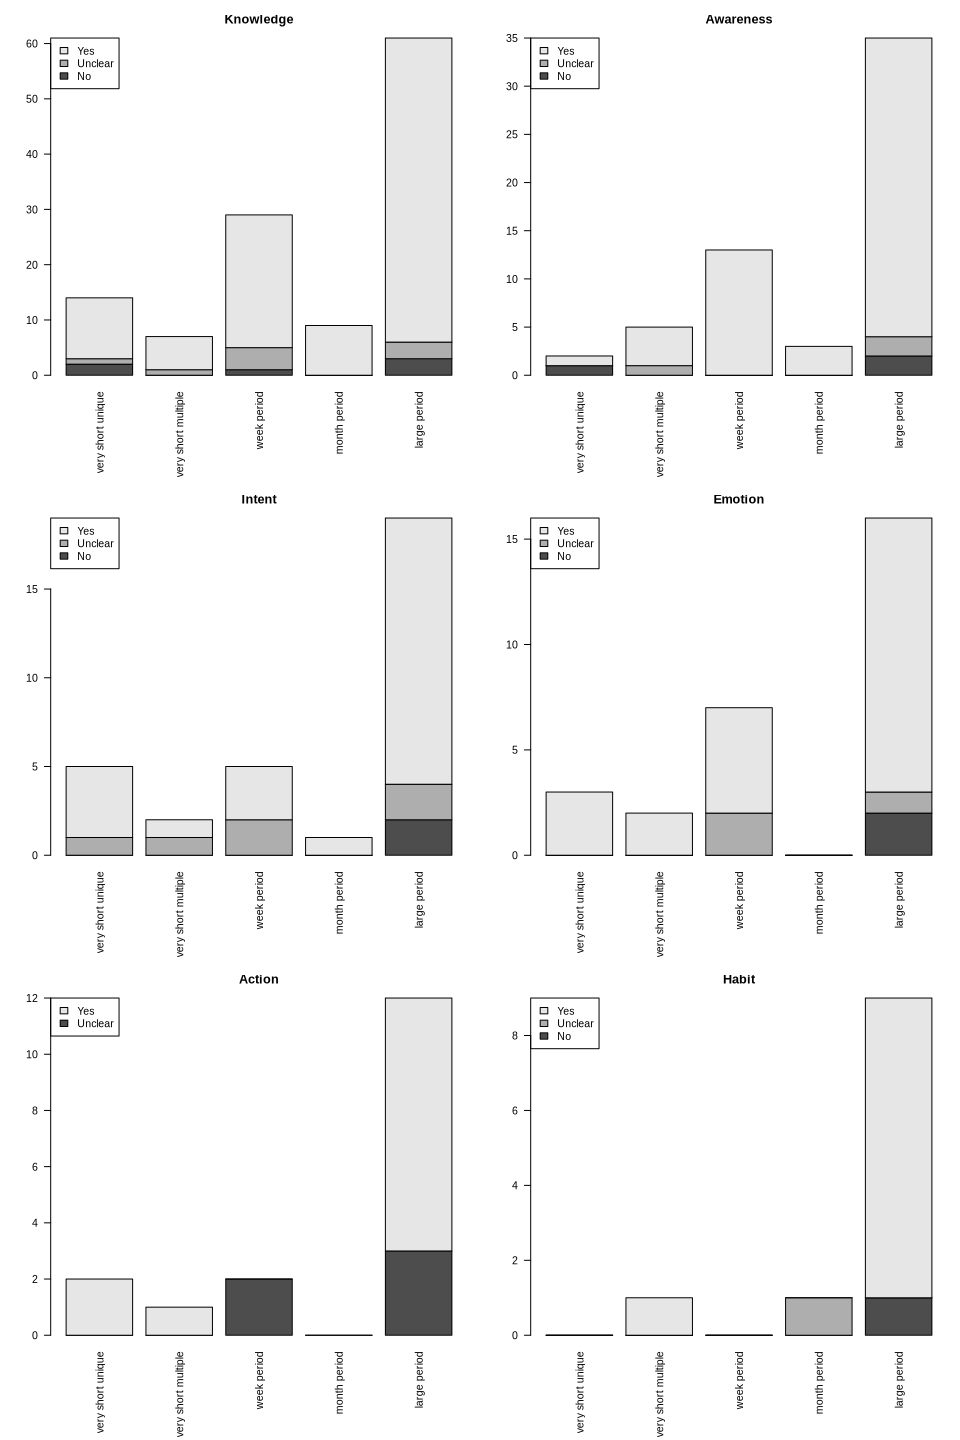 Knowledge
60
50
40
30
20
10
0
Yes
Unclear
No
very short unique
very short multiple
week period
month period
large period
Awareness
35
30
25
20
15
10
5
0
Yes
Unclear
No
very short unique
very short multiple
week period
month period
large period
Intent
15
10
5
0
Yes
Unclear
No
very short unique
very short multiple
week period
month period
large period
Emotion
15
10
5
0
Yes
Unclear
No
very short unique
very short multiple
week period
month period
large period
Action
12
10
8
6
4
2
0
Yes
Unclear
very short unique
very short multiple
week period
month period
large period
Habit
8
6
4
2
0
Yes
Unclear
No
very short unique
very short multiple
week period
month period
large period